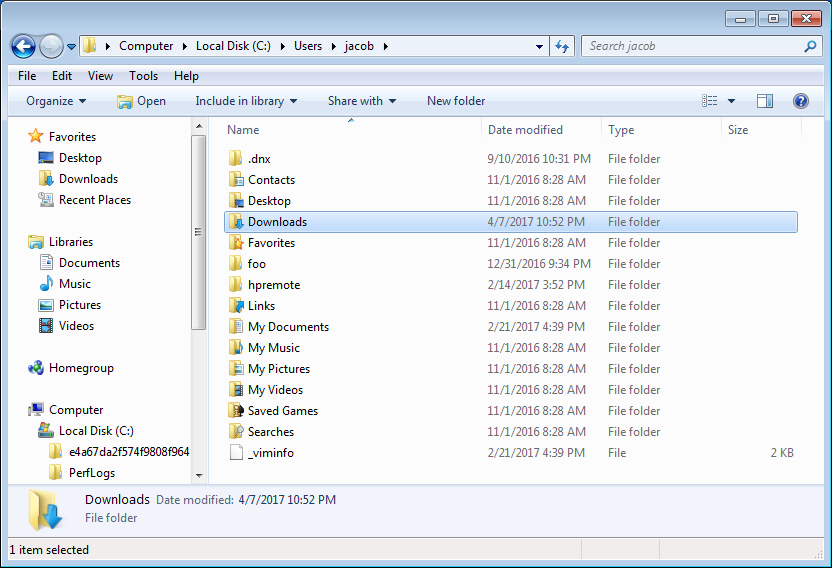 Computer Local Disk (C:) Users jacob Search jacob
File Edit View Tools Help
Organize Open Include in library Share with New folder
Name Date modified Type Size
Favorites
Desktop
Downloads
Recent Places
Libraries
Documents
Music
Pictures
Videos
Homegroup
Computer
Local Disk (C:)
e4a67da2f574f9808f964
PerfLogs
.dnx 9/10/2016 10:31 PM File folder
Contacts 11/1/2016 8:28 AM File folder
Desktop 11/1/2016 8:28 AM File folder
Downloads 4/7/2017 10:52 PM File folder
Favorites 11/1/2016 8:28 AM File folder
foo 12/31/2016 9:34 PM File folder
hpremote 2/14/2017 3:52 PM File folder
Links 11/1/2016 8:28 AM File folder
My Documents 2/21/2017 4:39 PM File folder
My Music 11/1/2016 8:28 AM File folder
My Pictures 11/1/2016 8:28 AM File folder
My Videos 11/1/2016 8:28 AM File folder
Saved Games 11/1/2016 8:28 AM File folder
Searches 11/1/2016 8:28 AM File folder
_viminfo 2/21/2017 4:39 PM File 2 KB
Downloads Date modified: 4/7/2017 10:52 PM
File folder
1 item selected